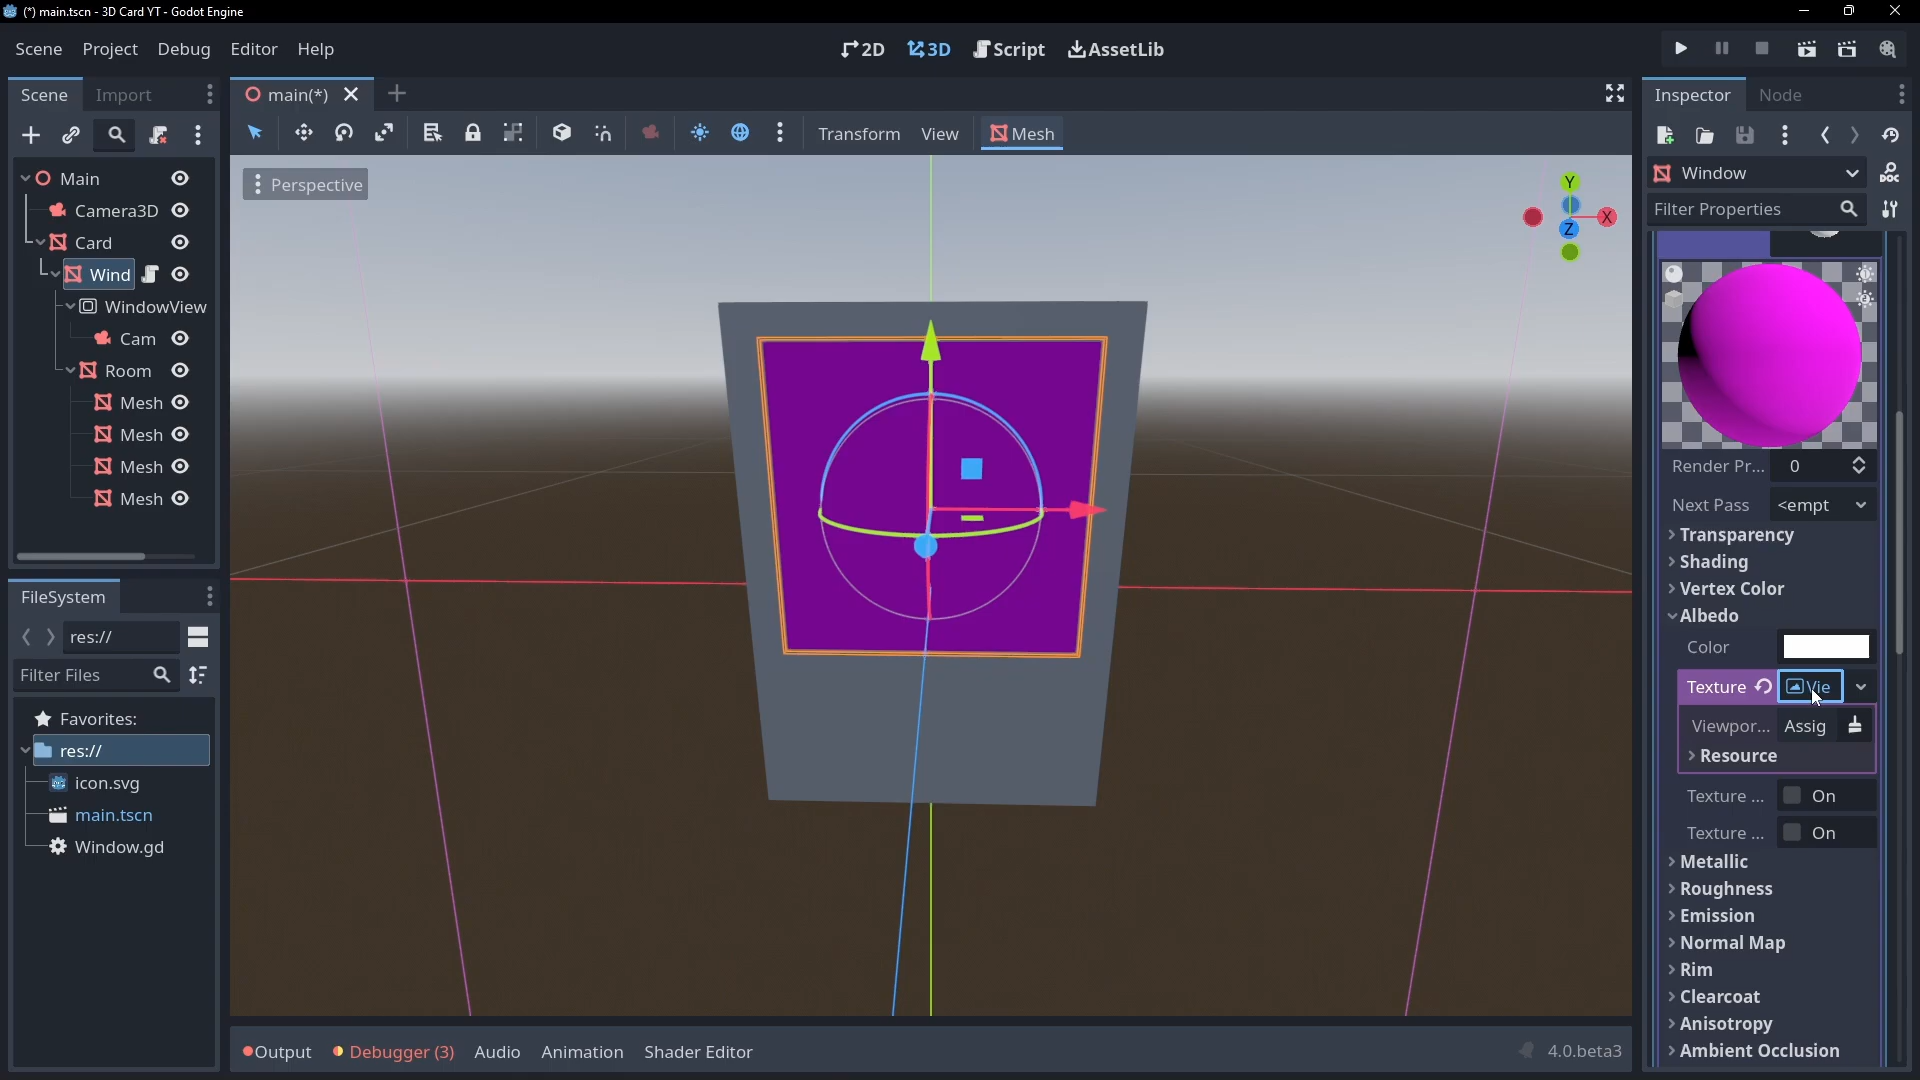 (*) main.tscn - 3D Card YT - Godot Engine
Scene Project Debug Editor Help
2D 3D Script AssetLib
Scene Import
main(*)
Inspector Node
Transform View Mesh
Main
Camera3D
Card
Wind
WindowView
Cam
Room
Mesh
Mesh
Mesh
Mesh
FileSystem
res://
Filter Files
Favorites:
res://
icon.svg
main.tscn
Window.gd
Perspective
Y
X
Z
Output Debugger (3) Audio Animation Shader Editor 4.0.beta3
Window
DOC
Filter Properties
Render Pr... 0
Next Pass <empt
Transparency
Shading
Vertex Color
Albedo
Color
Texture Vie
Viewpor... Assig
Resource
Texture ... On
Texture ... On
Metallic
Roughness
Emission
Normal Map
Rim
Clearcoat
Anisotropy
Ambient Occlusion